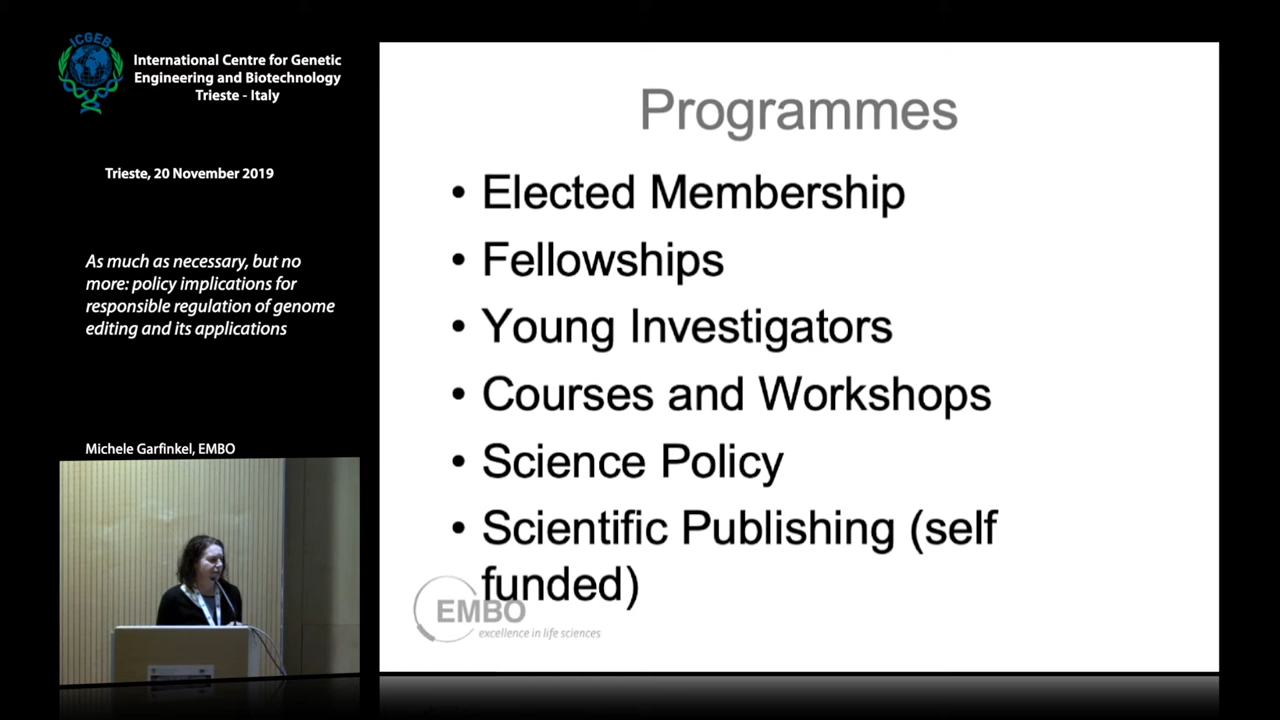 ICGEB
International Centre for Genetic
Engineering and Biotechnology
Trieste - Italy
Trieste, 20 November 2019
As much as necessary, but no
more: policy implications for
responsible regulation of genome
editing and its applications
Michele Garfinkel, EMBO
Programmes
• Elected Membership
• Fellowships
• Young Investigators
• Courses and Workshops
• Science Policy
• Scientific Publishing (self
funded)
EMBO
excellence in life sciences